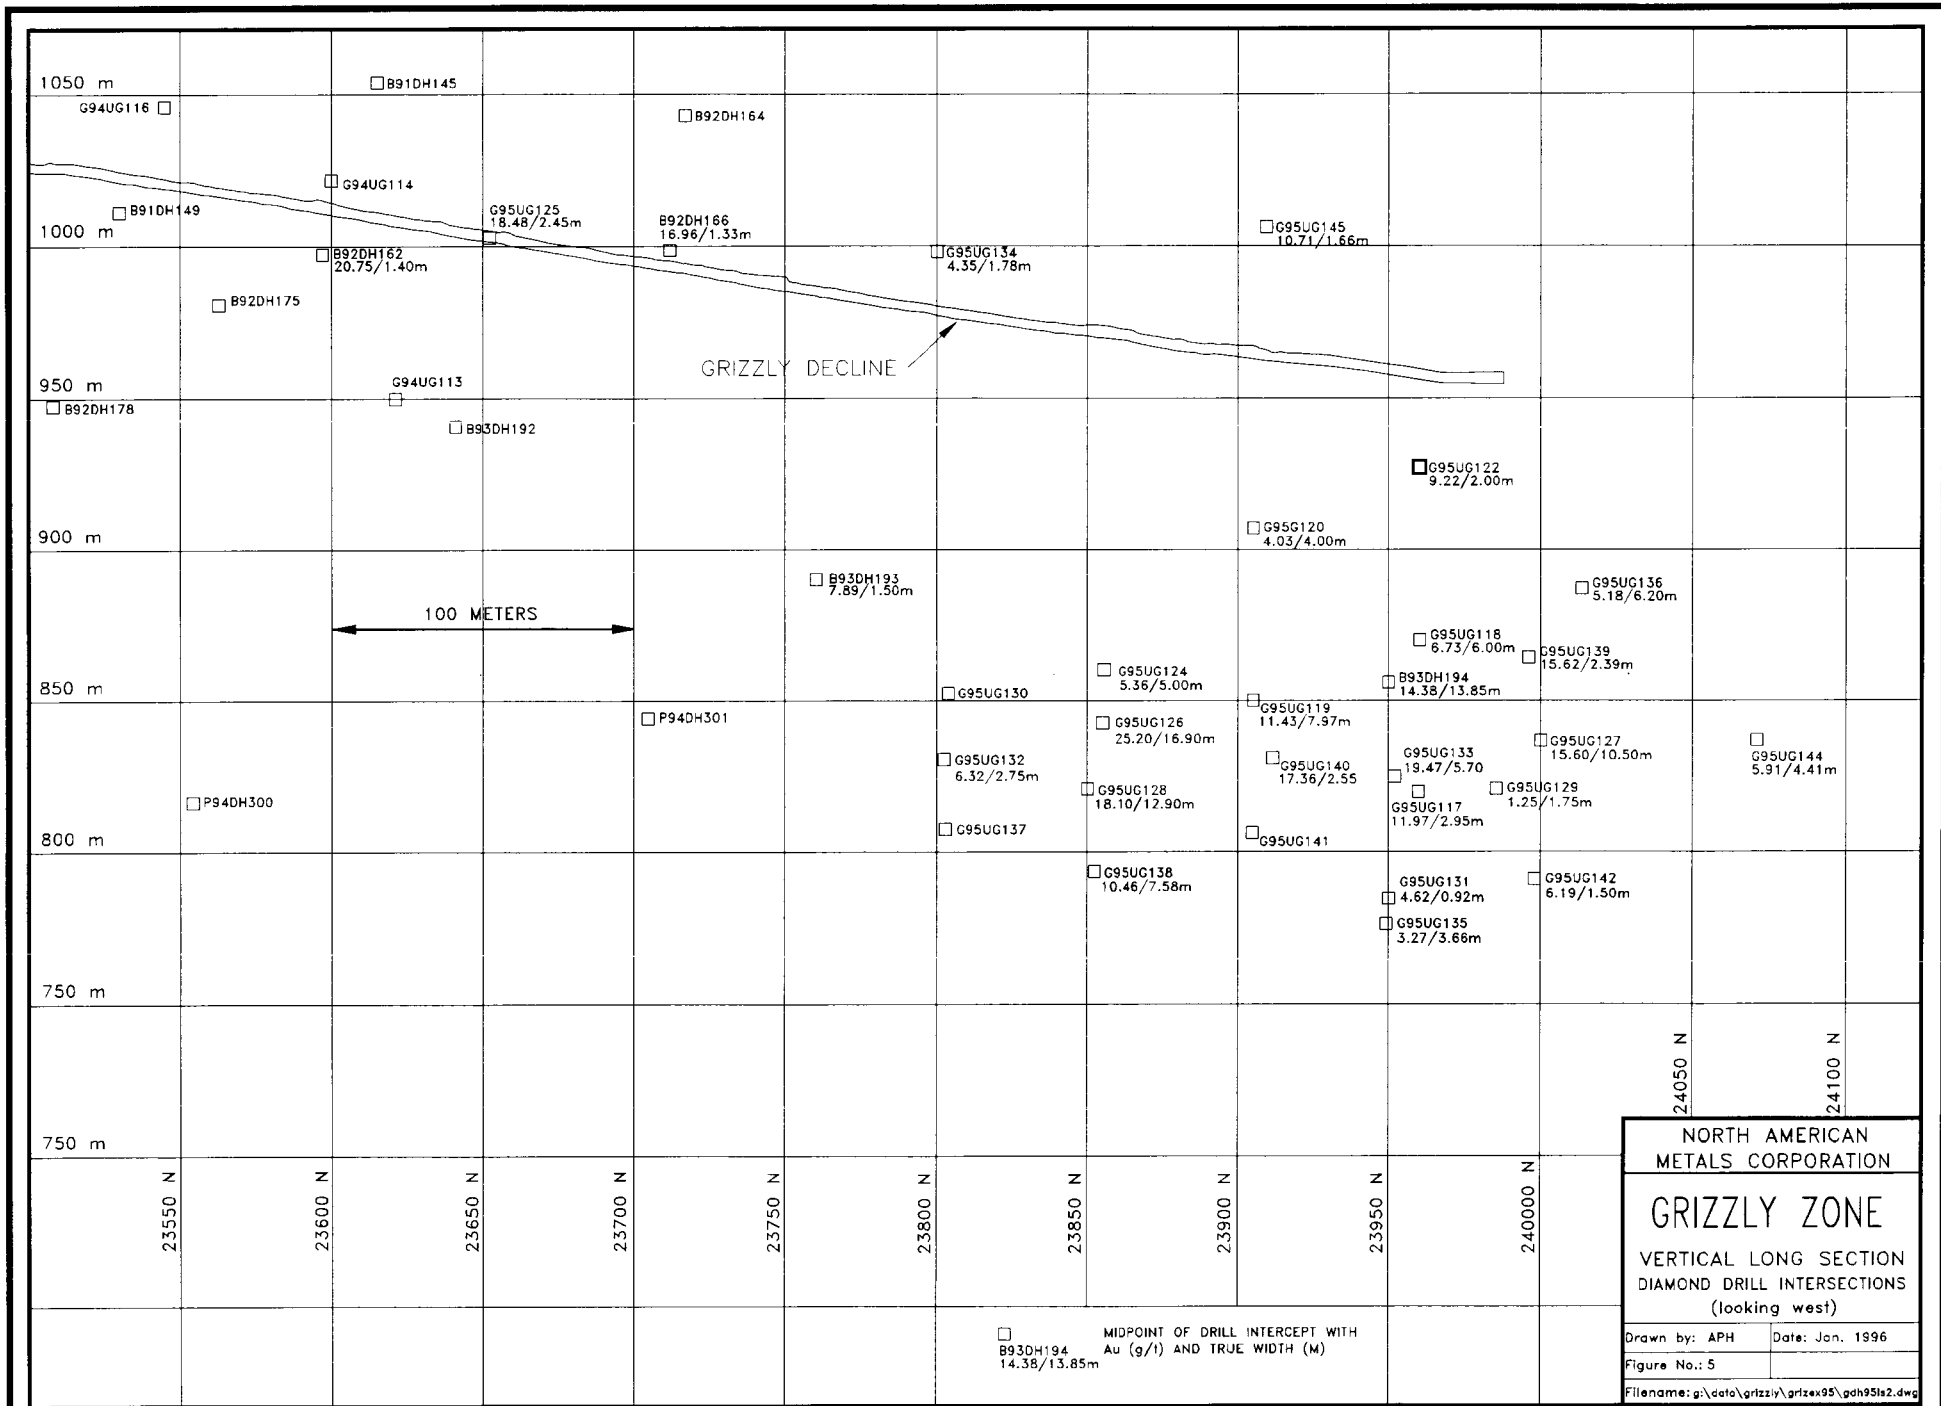 1050 m
B91DH145
G94UG116
B92DH164
G94UG114
B91DH149
G95UG125
18.48/2.45m
B92DH166
16.96/1.33m
G95UG145
10.71/1.66m
1000 m
B92DH162
20.75/1.40m
G95UG134
4.35/1.78m
B92DH175
GRIZZLY DECLINE
950 m
G94UG113
B92DH178
B93DH192
G95UG122
9.22/2.00m
900 m
G95G120
4.03/4.00m
B93DH193
7.89/1.50m
G95UG136
5.18/6.20m
100 METERS
G95UG118
6.73/6.00m
G95UG139
15.62/2.39m
G95UG124
5.36/5.00m
B93DH194
14.38/13.85m
850 m
G95UG130
G95UG119
11.43/7.97m
P94DH301
G95UG126
25.20/16.90m
G95UG127
15.60/10.50m
G95UG133
19.47/5.70
G95UG144
5.91/4.41m
G95UG132
6.32/2.75m
G95UG140
17.36/2.55
G95UG128
18.10/12.90m
G95UG129
1.25/1.75m
P94DH300
G95UG117
11.97/2.95m
G95UG137
800 m
G95UG141
G95UG138
10.46/7.58m
G95UG131
4.62/0.92m
G95UG142
6.19/1.50m
G95UG135
3.27/3.66m
750 m
24050 N
24100 N
750 m
23550 N
23600 N
23650 N
23700 N
23750 N
23800 N
23850 N
23900 N
23950 N
240000 N
NORTH AMERICAN
METALS CORPORATION
GRIZZLY ZONE
VERTICAL LONG SECTION
DIAMOND DRILL INTERSECTIONS
(looking west)
Drawn by: APH
Date: Jan. 1996
Figure No.: 5
Filename: g:\data\grizzly\grizex95\gdh95ls2.dwg
B93DH194
14.38/13.85m
MIDPOINT OF DRILL INTERCEPT WITH
Au (g/t) AND TRUE WIDTH (M)